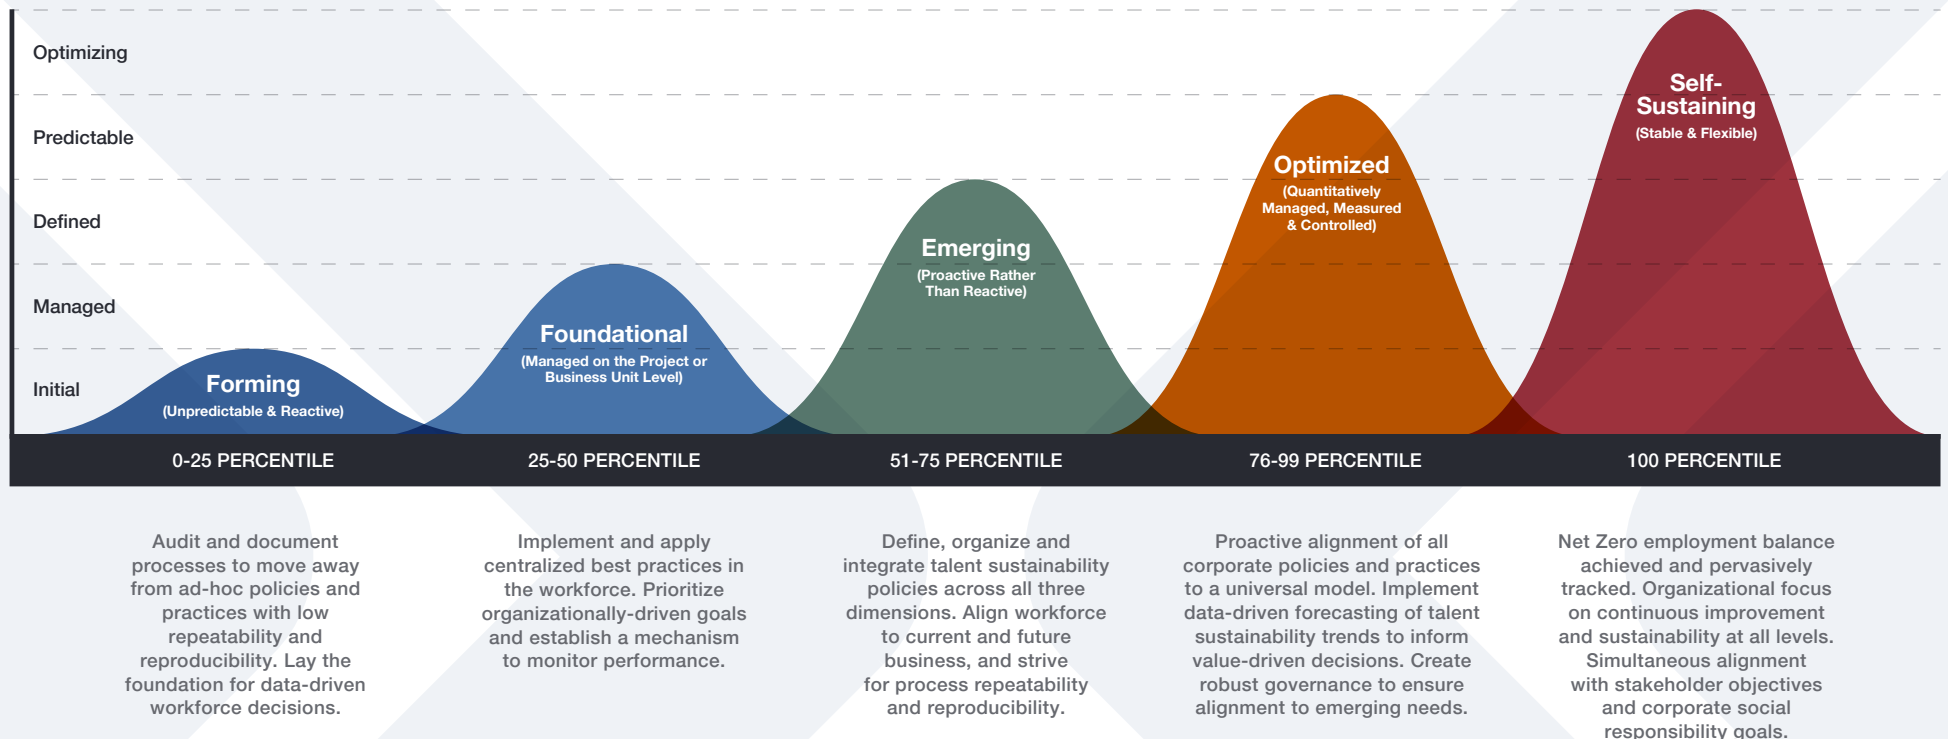 Optimizing
Predictable
Defined
Managed
Initial
Forming
(Unpredictable & Reactive)
Foundational
(Managed on the Project or
Business Unit Level)
Emerging
(Proactive Rather
Than Reactive)
Optimized
(Quantitatively
Managed, Measured
& Controlled)
Self-
Sustaining
(Stable & Flexible)
0-25 PERCENTILE
25-50 PERCENTILE
51-75 PERCENTILE
76-99 PERCENTILE
100 PERCENTILE
Audit and document
processes to move away
from ad-hoc policies and
practices with low
repeatability and
reproducibility. Lay the
foundation for data-driven
workforce decisions.
Implement and apply
centralized best practices in
the workforce. Prioritize
organizationally-driven goals
and establish a mechanism
to monitor performance.
Define, organize and
integrate talent sustainability
policies across all three
dimensions. Align workforce
to current and future
business, and strive
for process repeatability
and reproducibility.
Proactive alignment of all
corporate policies and practices
to a universal model. Implement
data-driven forecasting of talent
sustainability trends to inform
value-driven decisions. Create
robust governance to ensure
alignment to emerging needs.
Net Zero employment balance
achieved and pervasively
tracked. Organizational focus
on continuous improvement
and sustainability at all levels.
Simultaneous alignment
with stakeholder objectives
and corporate social
responsibility goals.